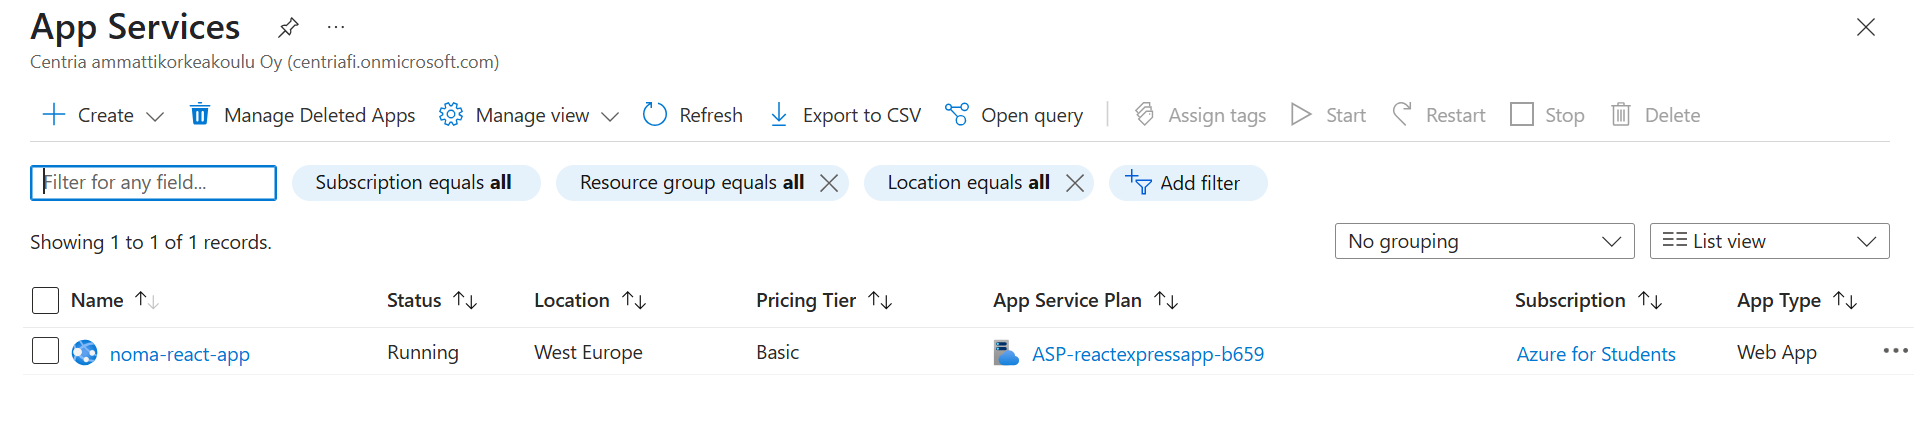 App Services
Centria ammattikorkeakoulu Oy (centriafi.onmicrosoft.com)
Create Manage Deleted Apps Manage view Refresh Export to CSV Open query Assign tags Start Restart Stop Delete
Filter for any field... Subscription equals all Resource group equals all Location equals all Add filter
Showing 1 to 1 of 1 records. No grouping List view
Name Status Location Pricing Tier App Service Plan Subscription App Type
noma-react-app Running West Europe Basic ASP-reactexpressapp-b659 Azure for Students Web App